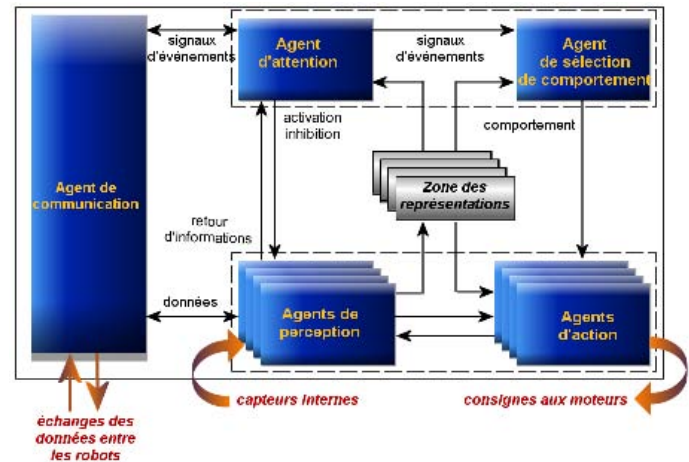 signaux
d'événements
Agent
d'attention
signaux
d'événements
Agent
de sélection
de comportement
activation
inhibition
comportement
Agent de
communication
Zone des
représentations
retour
d'informations
données
Agents de
perception
Agents
d'action
capteurs internes
consignes aux moteurs
échanges des
données entre
les robots